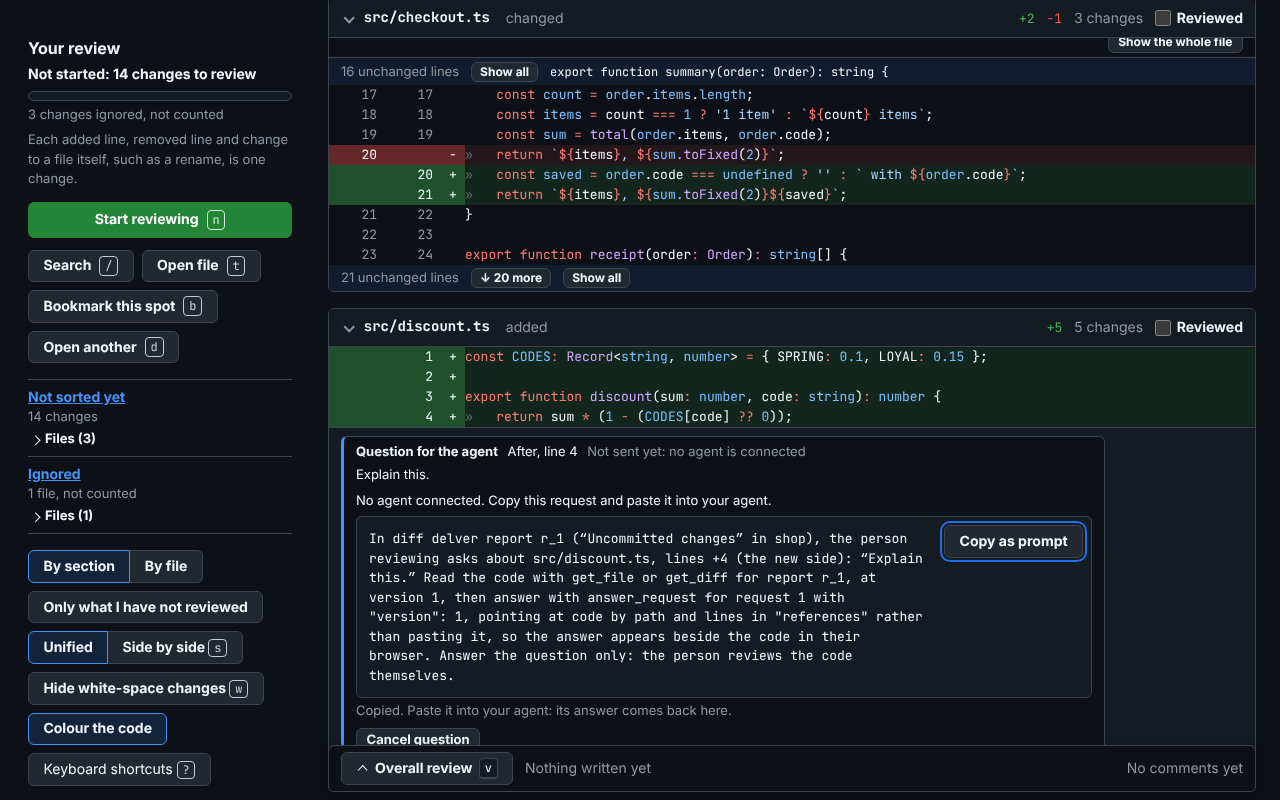 Your review
Not started: 14 changes to review
3 changes ignored, not counted
Each added line, removed line and change
to a file itself, such as a rename, is one
change.
Start reviewing n
Search / Open file t
Bookmark this spot b
Open another d
Not sorted yet
14 changes
Files (3)
Ignored
1 file, not counted
Files (1)
By section By file
Only what I have not reviewed
Unified Side by side s
Hide white-space changes w
Colour the code
Keyboard shortcuts ?
src/checkout.ts changed +2 -1 3 changes Reviewed
Show the whole file
16 unchanged lines Show all export function summary(order: Order): string {
17 17 const count = order.items.length;
18 18 const items = count === 1 ? '1 item' : `${count} items`;
19 19 const sum = total(order.items, order.code);
20 - » return `${items}, ${sum.toFixed(2)}`;
20 + » const saved = order.code === undefined ? '' : ` with ${order.code}`;
21 + » return `${items}, ${sum.toFixed(2)}${saved}`;
21 22 }
22 23
23 24 export function receipt(order: Order): string[] {
21 unchanged lines ↓ 20 more Show all
src/discount.ts added +5 5 changes Reviewed
1 + const CODES: Record<string, number> = { SPRING: 0.1, LOYAL: 0.15 };
2 +
3 + export function discount(sum: number, code: string): number {
4 + » return sum * (1 - (CODES[code] ?? 0));
Question for the agent After, line 4 Not sent yet: no agent is connected
Explain this.
No agent connected. Copy this request and paste it into your agent.
In diff delver report r_1 (“Uncommitted changes” in shop), the person
reviewing asks about src/discount.ts, lines +4 (the new side): “Explain
this.” Read the code with get_file or get_diff for report r_1, at
version 1, then answer with answer_request for request 1 with
"version": 1, pointing at code by path and lines in "references" rather
than pasting it, so the answer appears beside the code in their
browser. Answer the question only: the person reviews the code
themselves.
Copy as prompt
Copied. Paste it into your agent: its answer comes back here.
Cancel question
Overall review v Nothing written yet No comments yet